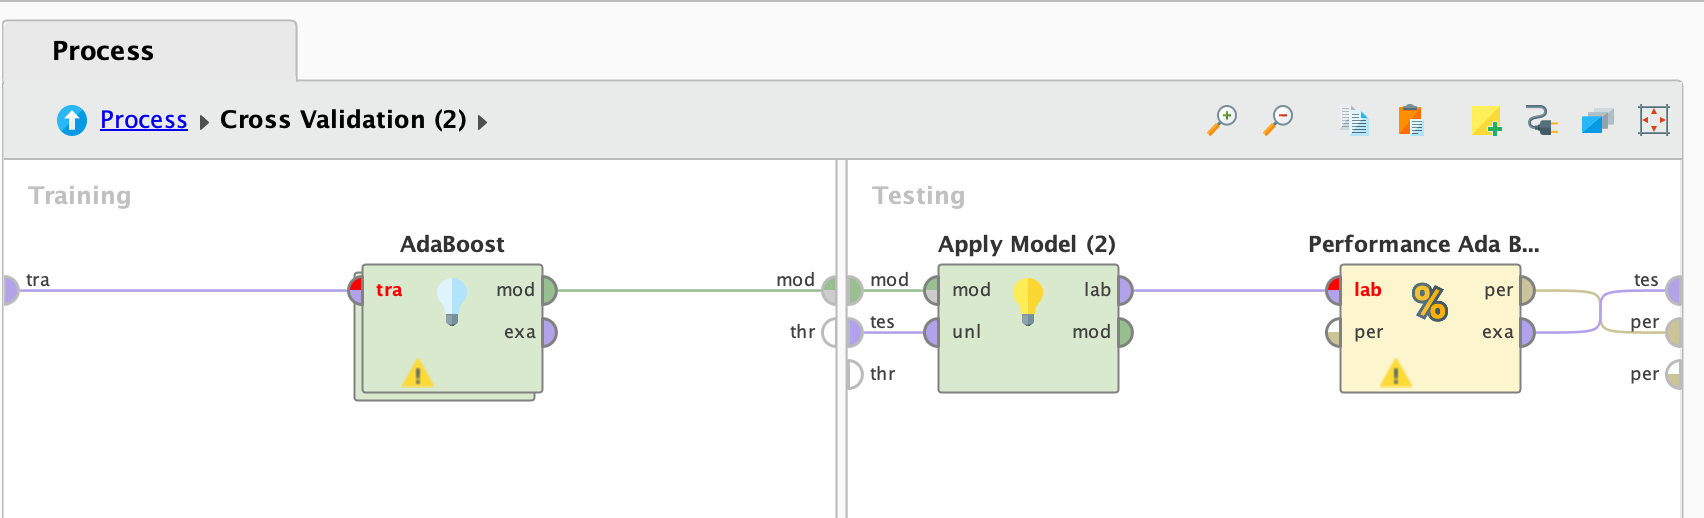 Process
Process Cross Validation (2)
Training
Testing
AdaBoost
Apply Model (2)
Performance Ada B...
tra
tra
mod
exa
mod
thr
mod
tes
thr
mod
unl
lab
mod
lab
per
%
per
exa
tes
per
per